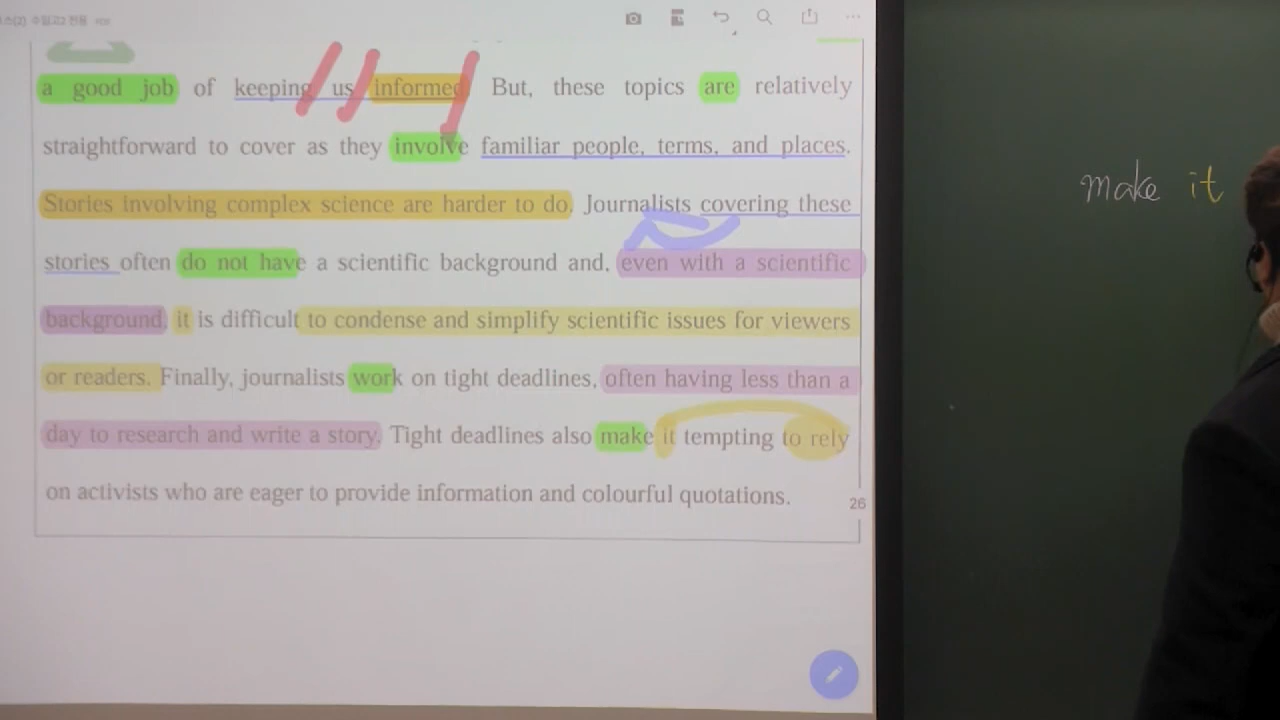 a good job of keeping us informed. But, these topics are relatively
straightforward to cover as they involve familiar people, terms, and places.
Stories involving complex science are harder to do. Journalists covering these
stories often do not have a scientific background and, even with a scientific
background, it is difficult to condense and simplify scientific issues for viewers
or readers. Finally, journalists work on tight deadlines, often having less than a
day to research and write a story. Tight deadlines also make it tempting to rely
on activists who are eager to provide information and colourful quotations.
26
make it